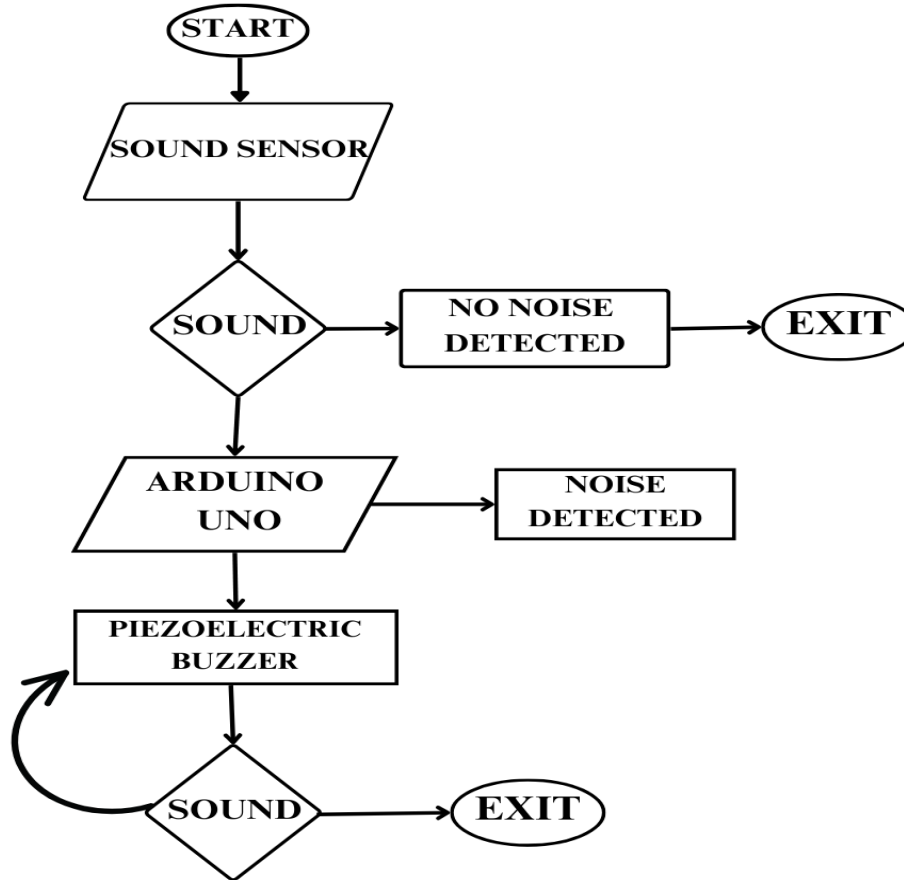 START
SOUND SENSOR
SOUND
NO NOISE
DETECTED
EXIT
ARDUINO
UNO
NOISE
DETECTED
PIEZOELECTRIC
BUZZER
SOUND
EXIT